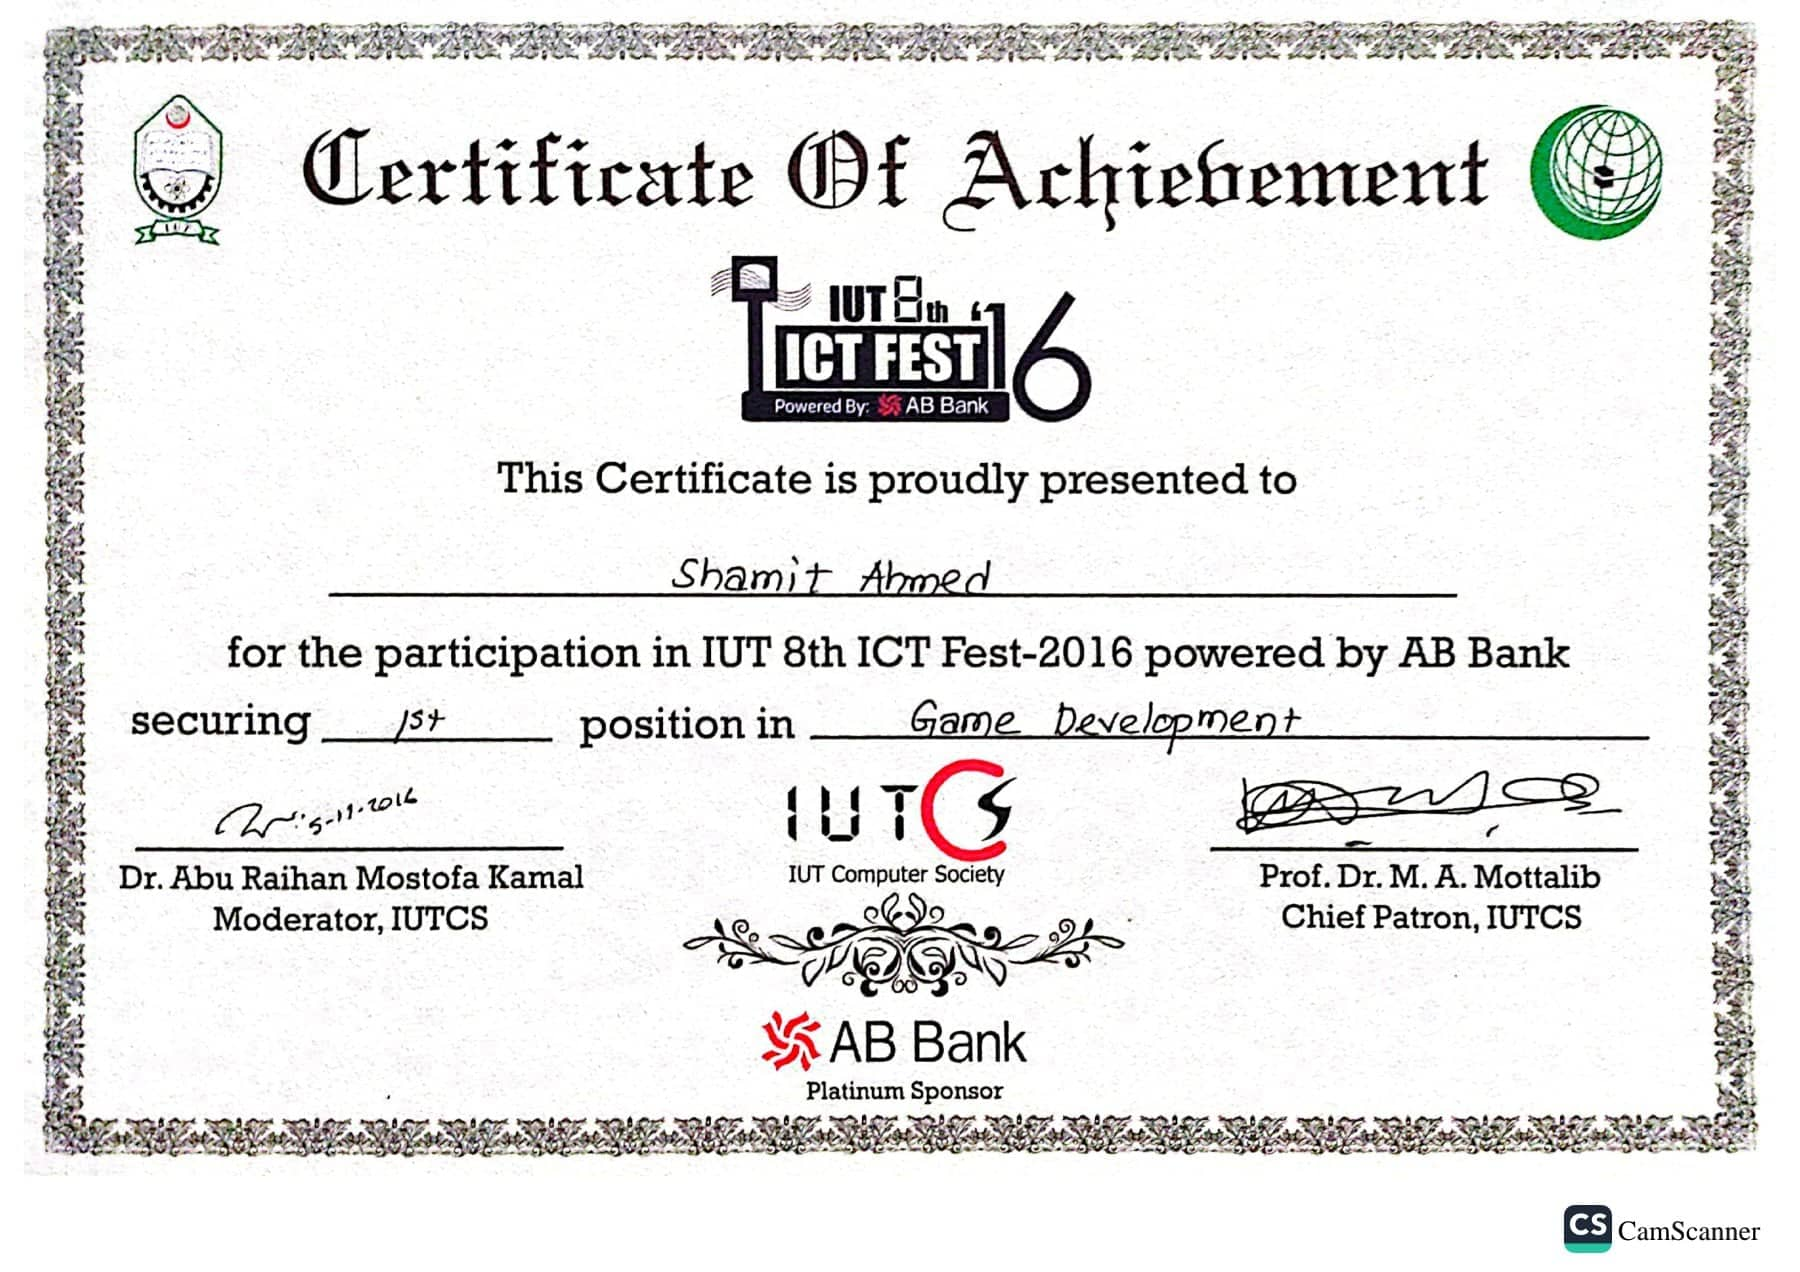 Certificate Of Achievement
IUT 8th '16
ICT FEST
Powered By: AB Bank
This Certificate is proudly presented to
Shamit Ahmed
for the participation in IUT 8th ICT Fest-2016 powered by AB Bank
securing 1st position in Game Development
5-11-2016
IUTCS
IUT Computer Society
Dr. Abu Raihan Mostofa Kamal
Moderator, IUTCS
Prof. Dr. M. A. Mottalib
Chief Patron, IUTCS
AB Bank
Platinum Sponsor
IUT
CS CamScanner